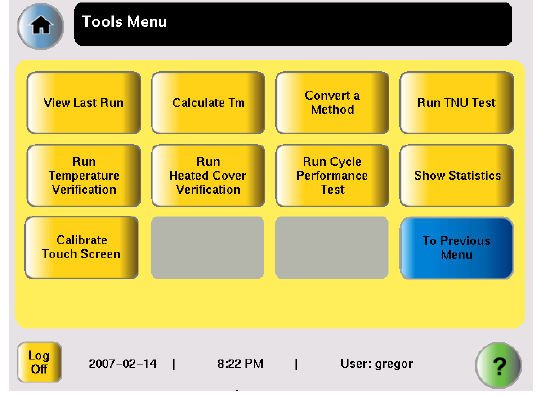 Tools Menu
View Last Run
Calculate Tm
Convert a
Method
Run TNU Test
Run
Temperature
Verification
Run
Heated Cover
Verification
Run Cycle
Performance
Test
Show Statistics
Calibrate
Touch Screen
To Previous
Menu
Log
Off
2007-02-14 | 8:22 PM | User: gregor
?